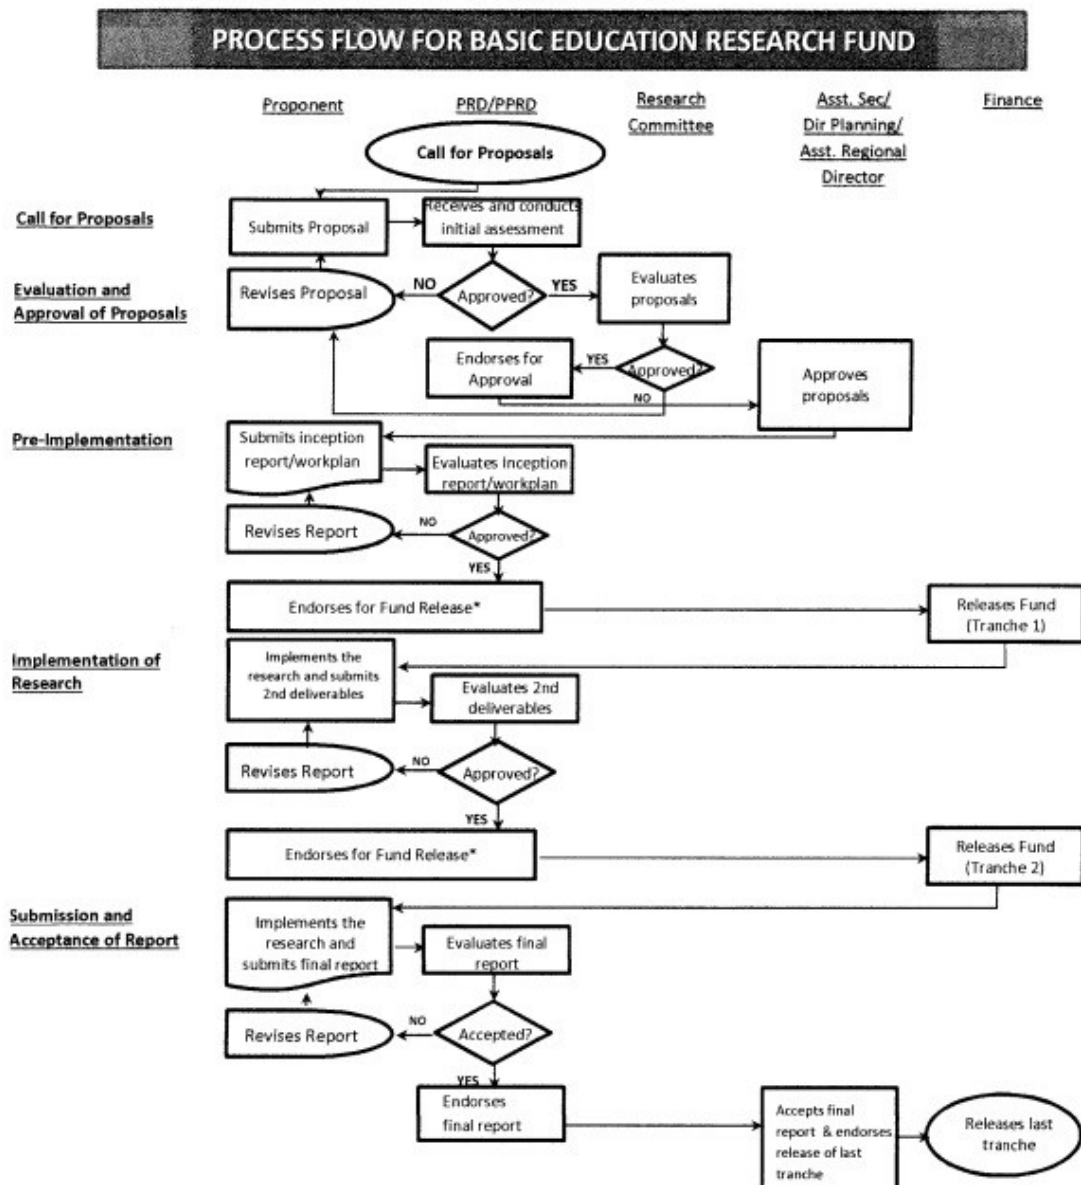 PROCESS FLOW FOR BASIC EDUCATION RESEARCH FUND
Proponent
PRD/PPRD
Research
Committee
Asst. Sec/
Dir Planning/
Asst. Regional
Director
Finance
Call for Proposals
Call for Proposals
Submits Proposal
Receives and conducts
initial assessment
Evaluation and
Approval of Proposals
Revises Proposal
NO
Approved?
YES
Evaluates
proposals
Endorses for
Approval
YES
Approved?
NO
Approves
proposals
Pre-Implementation
Submits inception
report/workplan
Evaluates Inception
report/workplan
Revises Report
NO
Approved?
YES
Endorses for Fund Release*
Releases Fund
(Tranche 1)
Implementation of
Research
Implements the
research and submits
2nd deliverables
Evaluates 2nd
deliverables
Revises Report
NO
Approved?
YES
Endorses for Fund Release*
Releases Fund
(Tranche 2)
Submission and
Acceptance of Report
Implements the
research and
submits final report
Evaluates final
report
Revises Report
NO
Accepted?
YES
Endorses
final report
Accepts final
report & endorses
release of last
tranche
Releases last
tranche